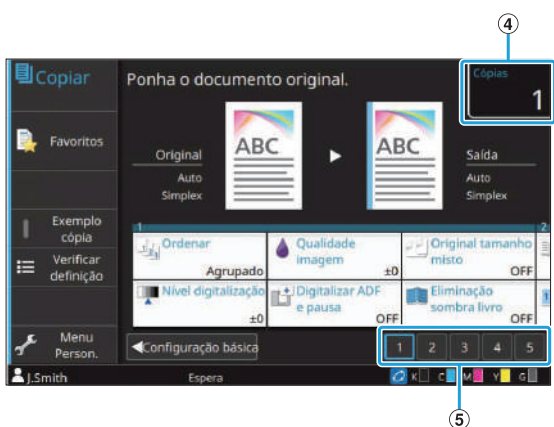 ④
Copiar
Ponha o documento original.
Cópias
1
Favoritos
ABC
ABC
Original
Auto
Simplex
Saída
Auto
Simplex
Exemplo
cópia
Verificar
definição
Menu
Person.
1
2
Ordenar
Agrupado
Qualidade
imagem
±0
Original tamanho
misto
OFF
Nível digitalização
±0
Digitalizar ADF
e pausa
OFF
Eliminação
sombra livro
OFF
1
Configuração básica
1 2 3 4 5
J.Smith
Espera
K C M Y G
⑤